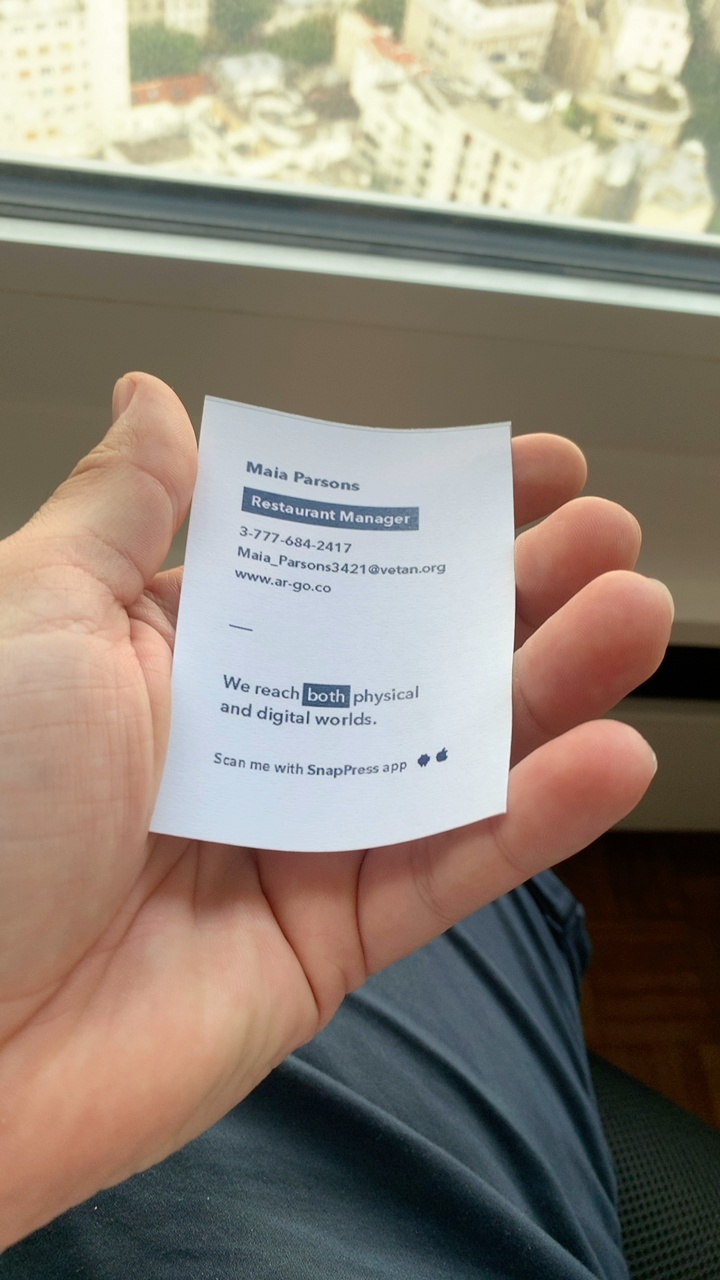 Maia Parsons
Restaurant Manager
3-777-684-2417
Maia_Parsons3421@vetan.org
www.ar-go.co
We reach both physical
and digital worlds.
Scan me with SnapPress app